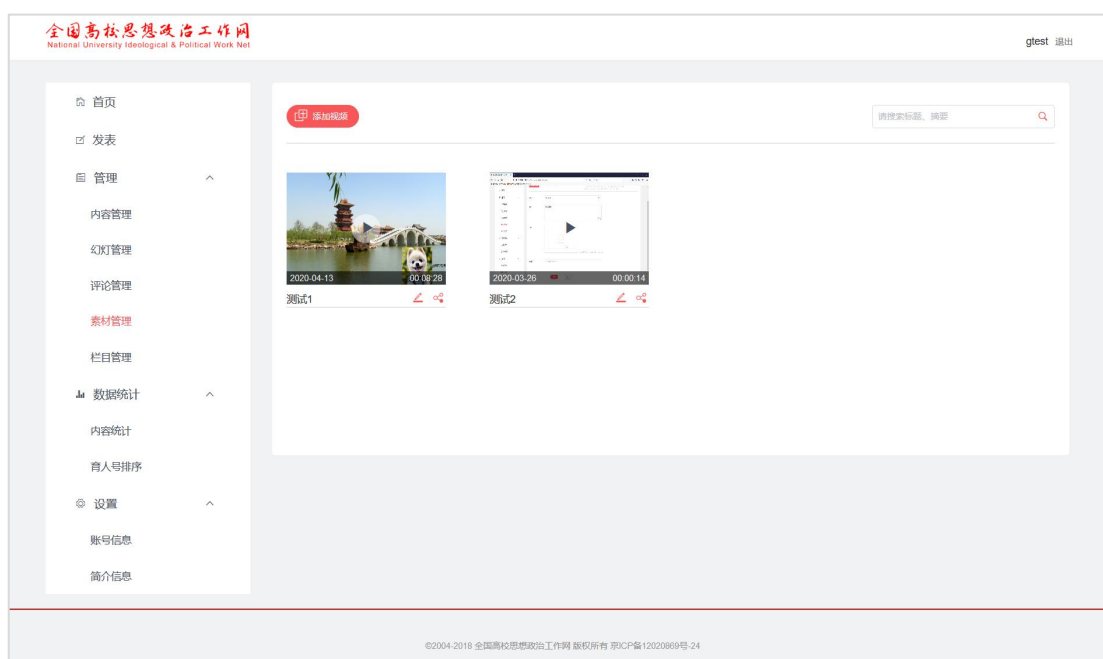 全国高校思想政治工作网
National University Ideological & Political Work Net
gtest 退出
首页
发表
管理
内容管理
幻灯管理
评论管理
素材管理
栏目管理
数据统计
内容统计
育人号排序
设置
账号信息
简介信息
添加视频
请搜索标题、摘要
2020-04-13 00:08:28
测试1
2020-03-26 00:00:14
测试2
©2004-2018 全国高校思想政治工作网 版权所有 京ICP备12020869号-24